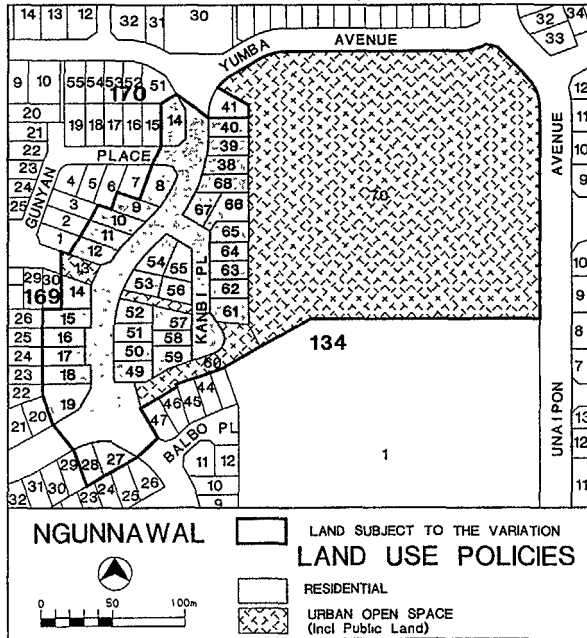 14 13 12 32 31 30
YUMBA AVENUE
32 34
33
9 10 55 54 53 52 51
170
41
12
20 19 18 17 16 15 14 40
11
21 39
22 PLACE 38 10
AVENUE
23 4 5 6 7 8 68
24 3 9 67 66 70 9
25 GUNYAN 2 10
1 11 65
12 54 55 64 10
13 53 56 KANBI PL 63
29 30 14 62 9
169
26 15 52 57 61
25 16 51 58 134 8
24 17 50 59
23 18 49 60 7
22 19 44
20 46 45
21 47 UNAIPON
BALBO PL 1 13
29 28 27 11 12 12
31 30 26 10
32 23 24 25 9 11
NGUNNAWAL
LAND SUBJECT TO THE VARIATION
LAND USE POLICIES
RESIDENTIAL
0 50 100m
URBAN OPEN SPACE
(Incl Public Land)